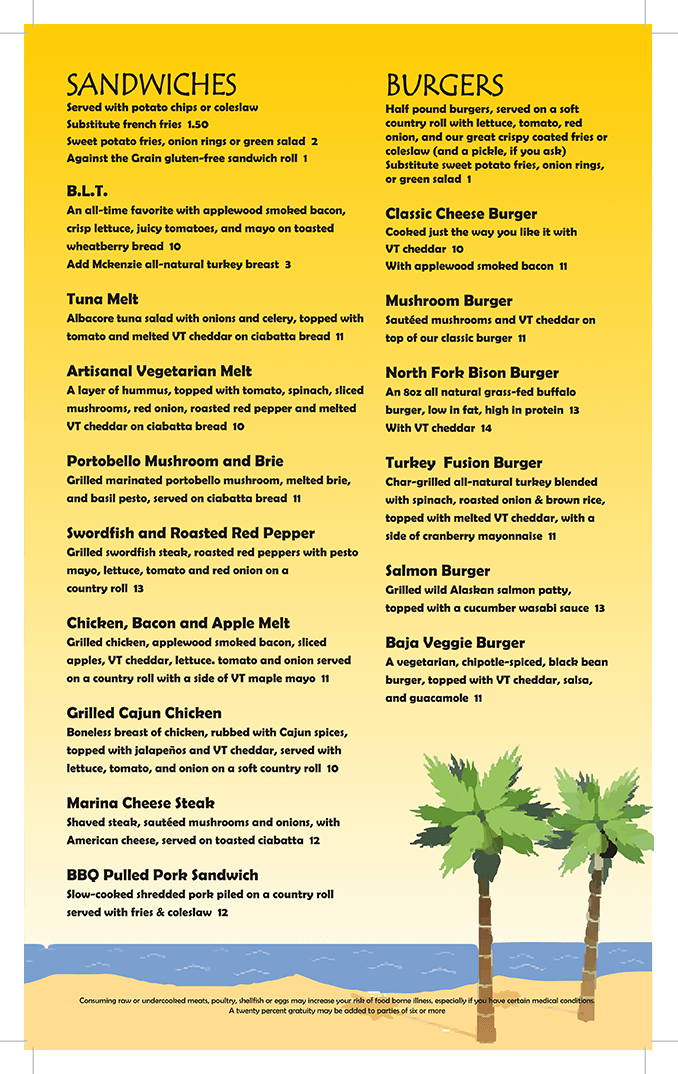 SANDWICHES
Served with potato chips or coleslaw
Substitute french fries 1.50
Sweet potato fries, onion rings or green salad 2
Against the Grain gluten-free sandwich roll 1
B.L.T.
An all-time favorite with applewood smoked bacon,
crisp lettuce, juicy tomatoes, and mayo on toasted
wheatberry bread 10
Add Mckenzie all-natural turkey breast 3
Tuna Melt
Albacore tuna salad with onions and celery, topped with
tomato and melted VT cheddar on ciabatta bread 11
Artisanal Vegetarian Melt
A layer of hummus, topped with tomato, spinach, sliced
mushrooms, red onion, roasted red pepper and melted
VT cheddar on ciabatta bread 10
Portobello Mushroom and Brie
Grilled marinated portobello mushroom, melted brie,
and basil pesto, served on ciabatta bread 11
Swordfish and Roasted Red Pepper
Grilled swordfish steak, roasted red peppers with pesto
mayo, lettuce, tomato and red onion on a
country roll 13
Chicken, Bacon and Apple Melt
Grilled chicken, applewood smoked bacon, sliced
apples, VT cheddar, lettuce. tomato and onion served
on a country roll with a side of VT maple mayo 11
Grilled Cajun Chicken
Boneless breast of chicken, rubbed with Cajun spices,
topped with jalapeños and VT cheddar, served with
lettuce, tomato, and onion on a soft country roll 10
Marina Cheese Steak
Shaved steak, sautéed mushrooms and onions, with
American cheese, served on toasted ciabatta 12
BBQ Pulled Pork Sandwich
Slow-cooked shredded pork piled on a country roll
served with fries & coleslaw 12
BURGERS
Half pound burgers, served on a soft
country roll with lettuce, tomato, red
onion, and our great crispy coated fries or
coleslaw (and a pickle, if you ask)
Substitute sweet potato fries, onion rings,
or green salad 1
Classic Cheese Burger
Cooked just the way you like it with
VT cheddar 10
With applewood smoked bacon 11
Mushroom Burger
Sautéed mushrooms and VT cheddar on
top of our classic burger 11
North Fork Bison Burger
An 8oz all natural grass-fed buffalo
burger, low in fat, high in protein 13
With VT cheddar 14
Turkey Fusion Burger
Char-grilled all-natural turkey blended
with spinach, roasted onion & brown rice,
topped with melted VT cheddar, with a
side of cranberry mayonnaise 11
Salmon Burger
Grilled wild Alaskan salmon patty,
topped with a cucumber wasabi sauce 13
Baja Veggie Burger
A vegetarian, chipotle-spiced, black bean
burger, topped with VT cheddar, salsa,
and guacamole 11
Consuming raw or undercooked meats, poultry, shellfish or eggs may increase your risk of food borne illness, especially if you have certain medical conditions.
A twenty percent gratuity may be added to parties of six or more